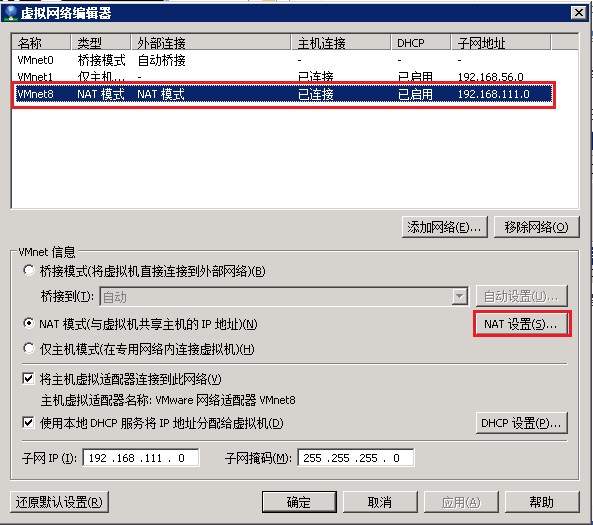 虚拟网络编辑器
名称 类型 外部连接 主机连接 DHCP 子网地址
VMnet0 桥接模式 自动桥接 - - -
VMnet1 仅主机... - 已连接 已启用 192.168.56.0
VMnet8 NAT 模式 NAT 模式 已连接 已启用 192.168.111.0
添加网络(E)... 移除网络(O)
VMnet 信息
桥接模式(将虚拟机直接连接到外部网络)(B)
桥接到(T): 自动 自动设置(U)...
NAT 模式(与虚拟机共享主机的 IP 地址)(N) NAT 设置(S)...
仅主机模式(在专用网络内连接虚拟机)(H)
将主机虚拟适配器连接到此网络(V)
主机虚拟适配器名称: VMware 网络适配器 VMnet8
使用本地 DHCP 服务将 IP 地址分配给虚拟机(D) DHCP 设置(P)...
子网 IP (I): 192 .168 .111 . 0 子网掩码(M): 255 .255 .255 . 0
还原默认设置(R) 确定 取消 应用(A) 帮助